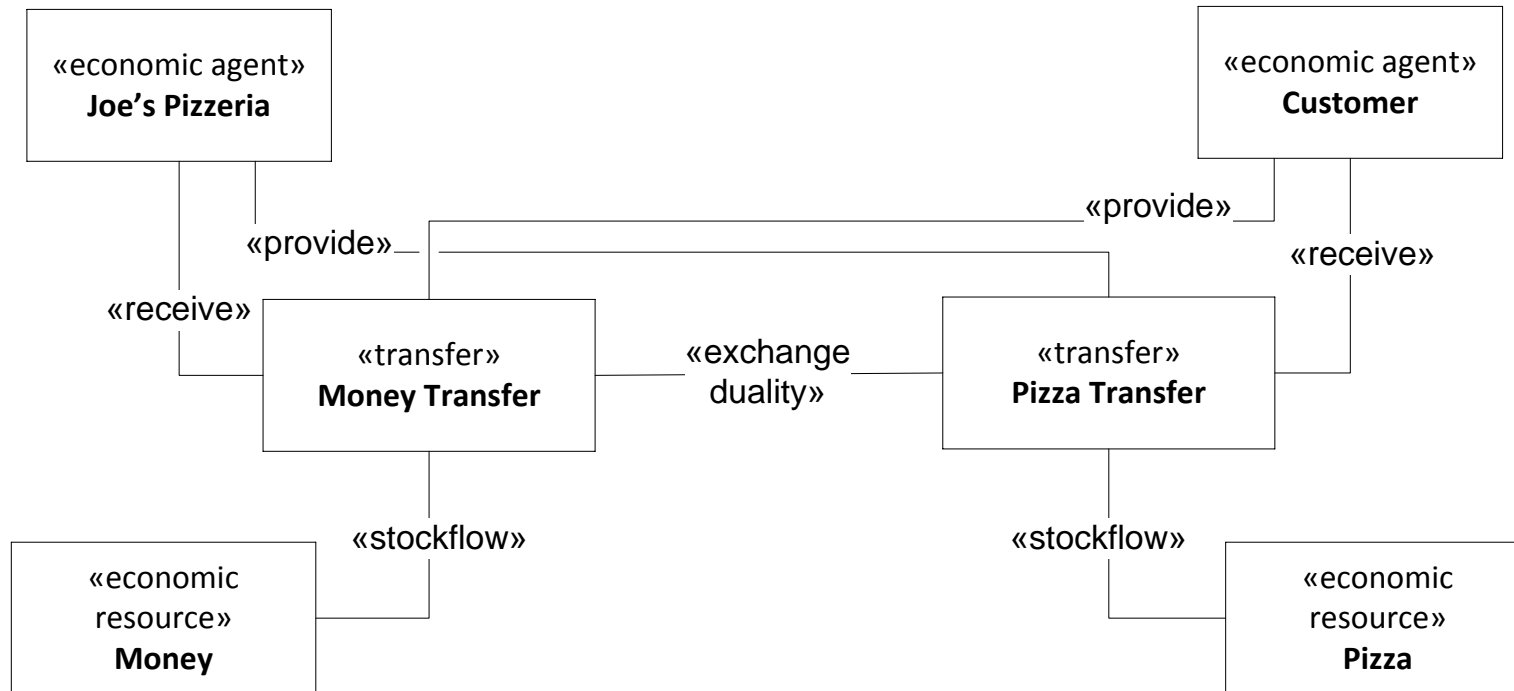 «economic agent»
Joe’s Pizzeria
«economic agent»
Customer
«provide»
«provide»
«receive»
«receive»
«transfer»
Money Transfer
«exchange
duality»
«transfer»
Pizza Transfer
«stockflow»
«stockflow»
«economic
resource»
Money
«economic
resource»
Pizza